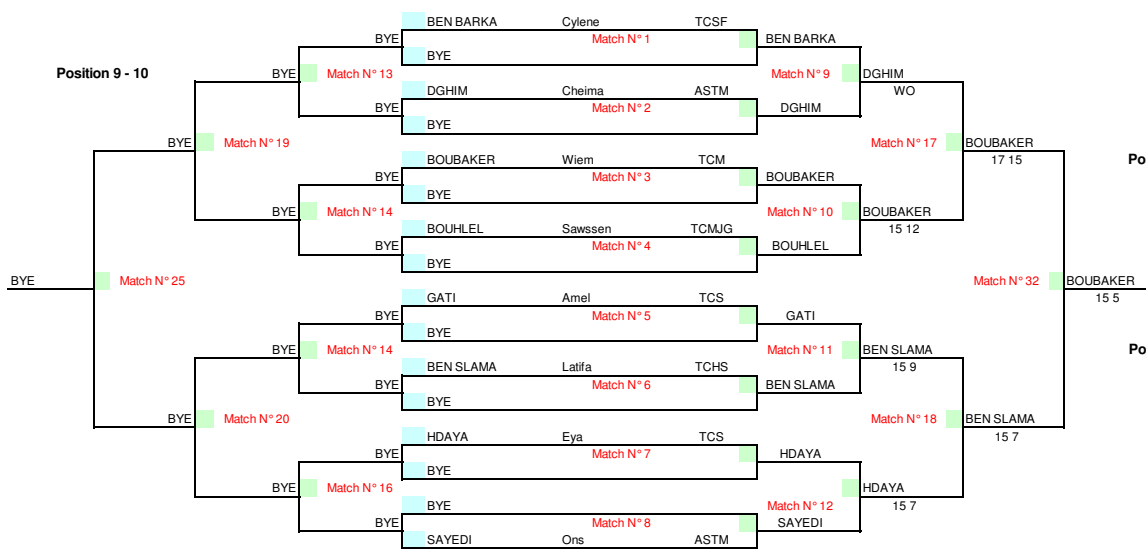 BEN BARKA Cylene TCSF
BYE Match N° 1 BEN BARKA
BYE
Position 9 - 10 BYE Match N° 13 Match N° 9 DGHIM
WO
DGHIM Cheima ASTM
BYE Match N° 2 DGHIM
BYE
BYE Match N° 19 Match N° 17 BOUBAKER
17 15
Po
BOUBAKER Wiem TCM
BYE Match N° 3 BOUBAKER
BYE
BYE Match N° 14 Match N° 10 BOUBAKER
15 12
BOUHLEL Sawssen TCMJG
BYE Match N° 4 BOUHLEL
BYE
BYE Match N° 25 Match N° 32 BOUBAKER
15 5
GATI Amel TCS
BYE Match N° 5 GATI
BYE
BYE Match N° 14 Match N° 11 BEN SLAMA
15 9
Po
BEN SLAMA Latifa TCHS
BYE Match N° 6 BEN SLAMA
BYE
BYE Match N° 20 Match N° 18 BEN SLAMA
15 7
HDAYA Eya TCS
BYE Match N° 7 HDAYA
BYE
BYE Match N° 16 HDAYA
15 7
BYE Match N° 12
BYE Match N° 8 SAYEDI
SAYEDI Ons ASTM